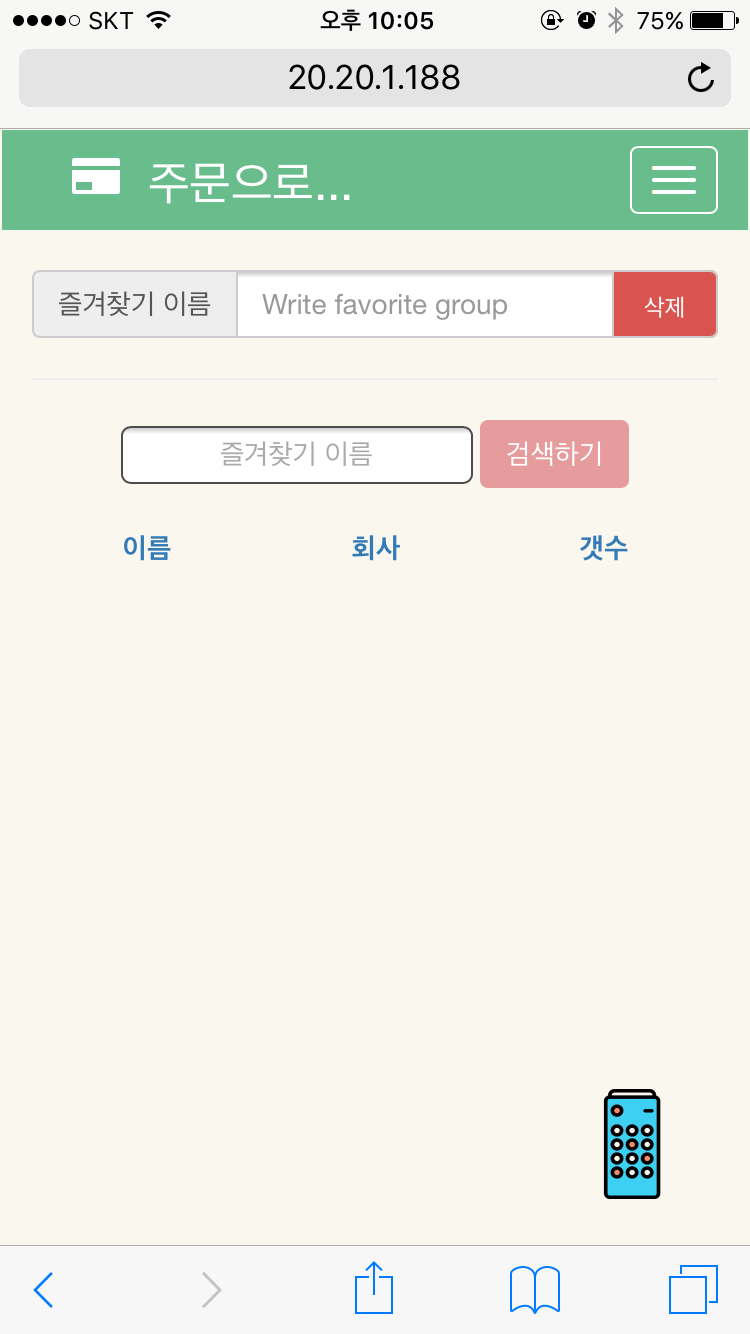 SKT 오후 10:05 75%
20.20.1.188
주문으로...
즐겨찾기 이름 Write favorite group 삭제
즐겨찾기 이름 검색하기
이름 회사 갯수